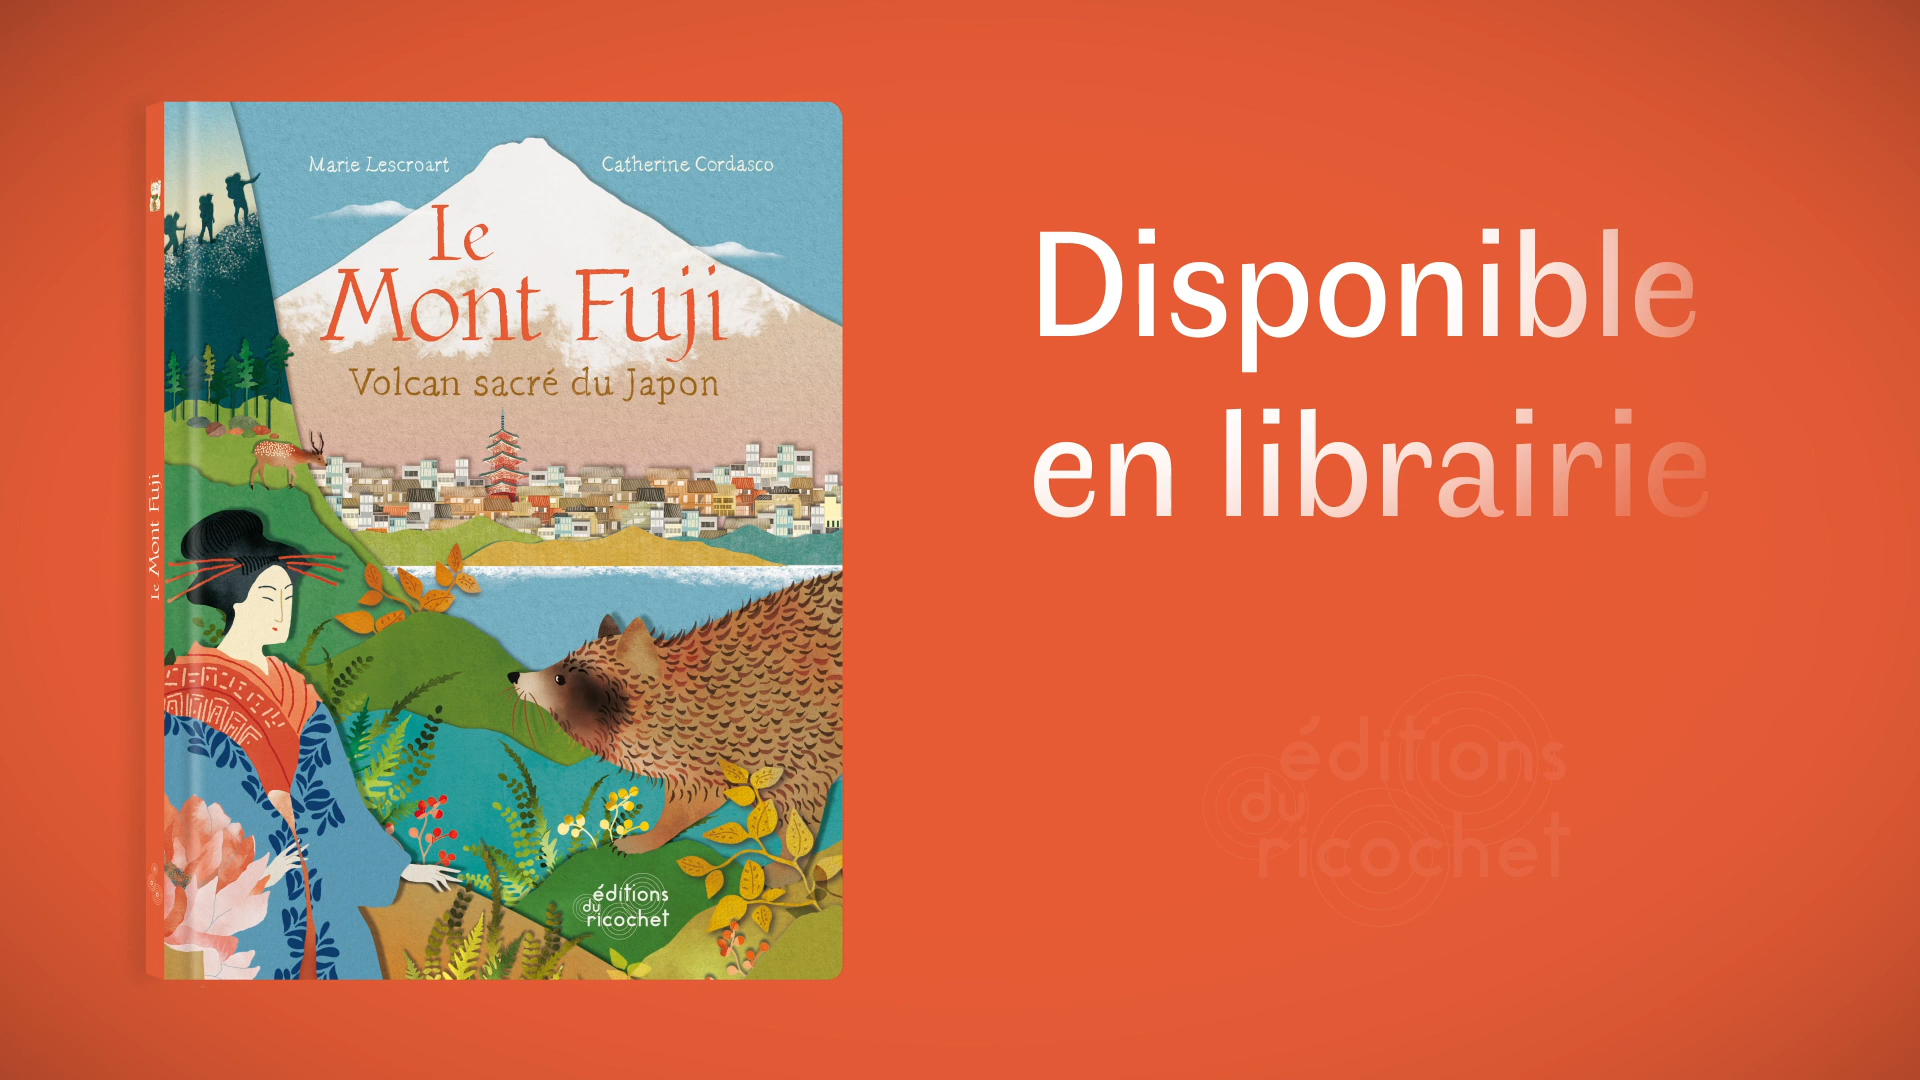 Marie Lescroart
Catherine Cordasco
Le
Mont Fuji
Volcan sacré du Japon
Le Mont Fuji
éditions
du
ricochet
Disponible
en librairie
éditions
du
ricochet